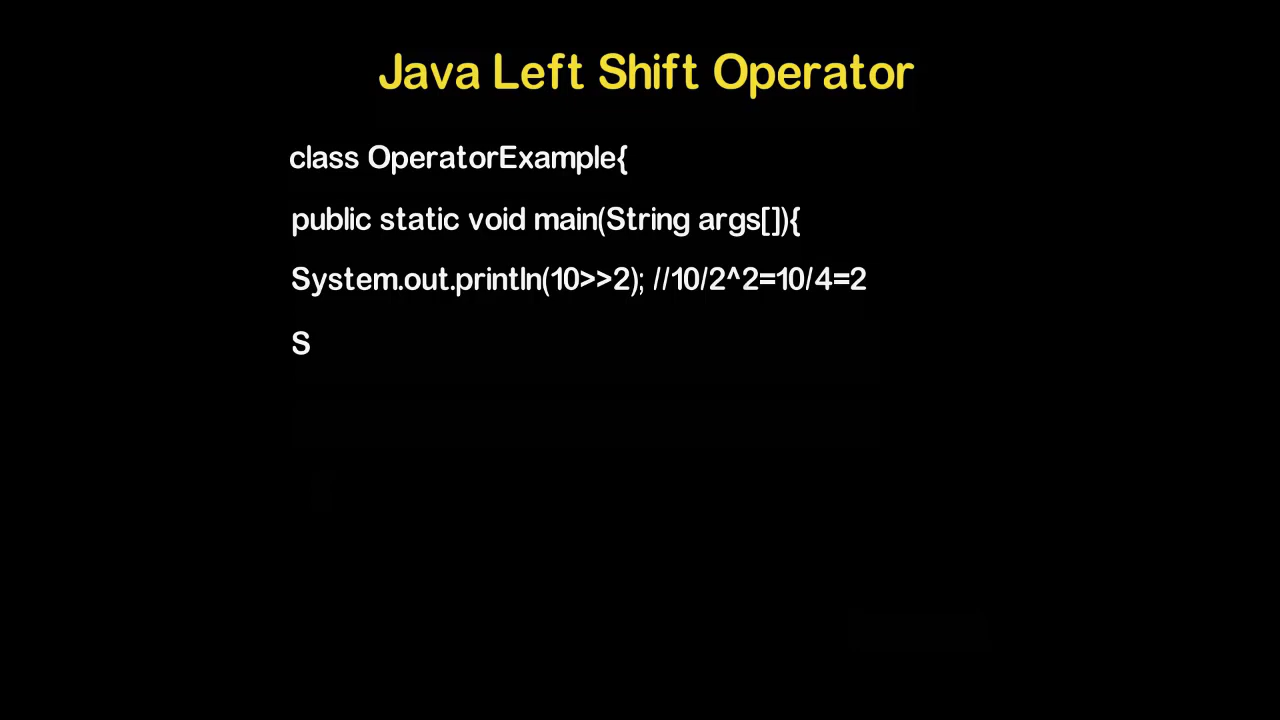 Java Left Shift Operator
class OperatorExample{
public static void main(String args[]){
System.out.println(10>>2); //10/2^2=10/4=2
S